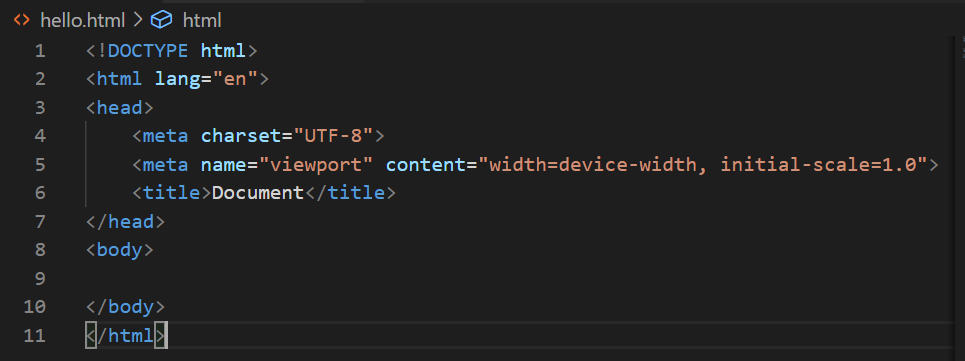 hello.html > html
1 <!DOCTYPE html>
2 <html lang="en">
3 <head>
4     <meta charset="UTF-8">
5     <meta name="viewport" content="width=device-width, initial-scale=1.0">
6     <title>Document</title>
7 </head>
8 <body>
9
10 </body>
11 </html>